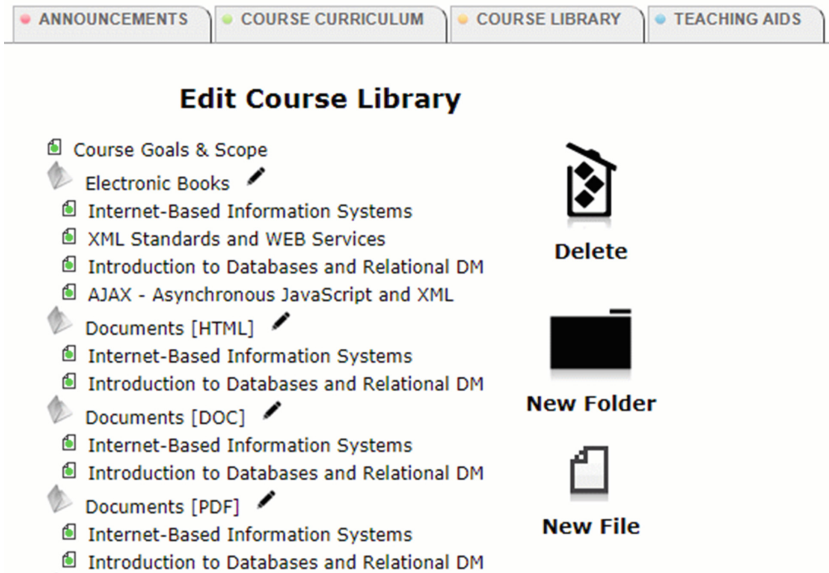 ANNOUNCEMENTS
COURSE CURRICULUM
COURSE LIBRARY
TEACHING AIDS
Edit Course Library
Course Goals & Scope
Electronic Books
Internet-Based Information Systems
XML Standards and WEB Services
Introduction to Databases and Relational DM
AJAX - Asynchronous JavaScript and XML
Documents [HTML]
Internet-Based Information Systems
Introduction to Databases and Relational DM
Documents [DOC]
Internet-Based Information Systems
Introduction to Databases and Relational DM
Documents [PDF]
Internet-Based Information Systems
Introduction to Databases and Relational DM
Delete
New Folder
New File